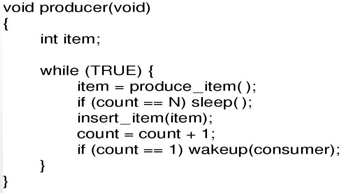 void producer(void)
{
int item;
while (TRUE) {
item = produce_item( );
if (count == N) sleep( );
insert_item(item);
count = count + 1;
if (count == 1) wakeup(consumer);
}
}